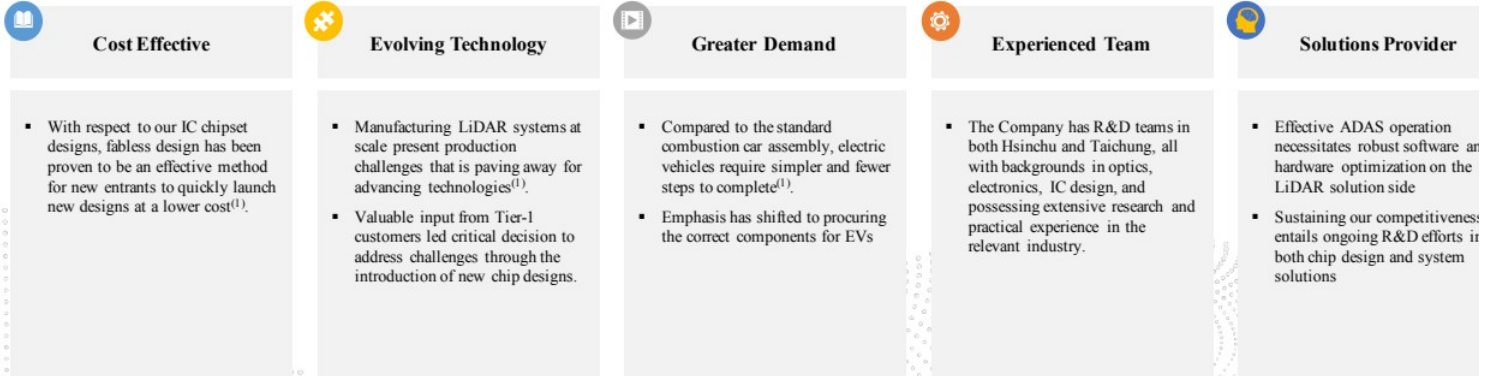 Cost Effective
▪ With respect to our IC chipset
designs, fabless design has been
proven to be an effective method
for new entrants to quickly launch
new designs at a lower cost(1).
Evolving Technology
▪ Manufacturing LiDAR systems at
scale present production
challenges that is paving away for
advancing technologies(1).
▪ Valuable input from Tier-1
customers led critical decision to
address challenges through the
introduction of new chip designs.
Greater Demand
▪ Compared to the standard
combustion car assembly, electric
vehicles require simpler and fewer
steps to complete(1).
▪ Emphasis has shifted to procuring
the correct components for EVs
Experienced Team
▪ The Company has R&D teams in
both Hsinchu and Taichung, all
with backgrounds in optics,
electronics, IC design, and
possessing extensive research and
practical experience in the
relevant industry.
Solutions Provider
▪ Effective ADAS operation
necessitates robust software
hardware optimization on the
LiDAR solution side
▪ Sustaining our competitiveness
entails ongoing R&D efforts
both chip design and system
solutions